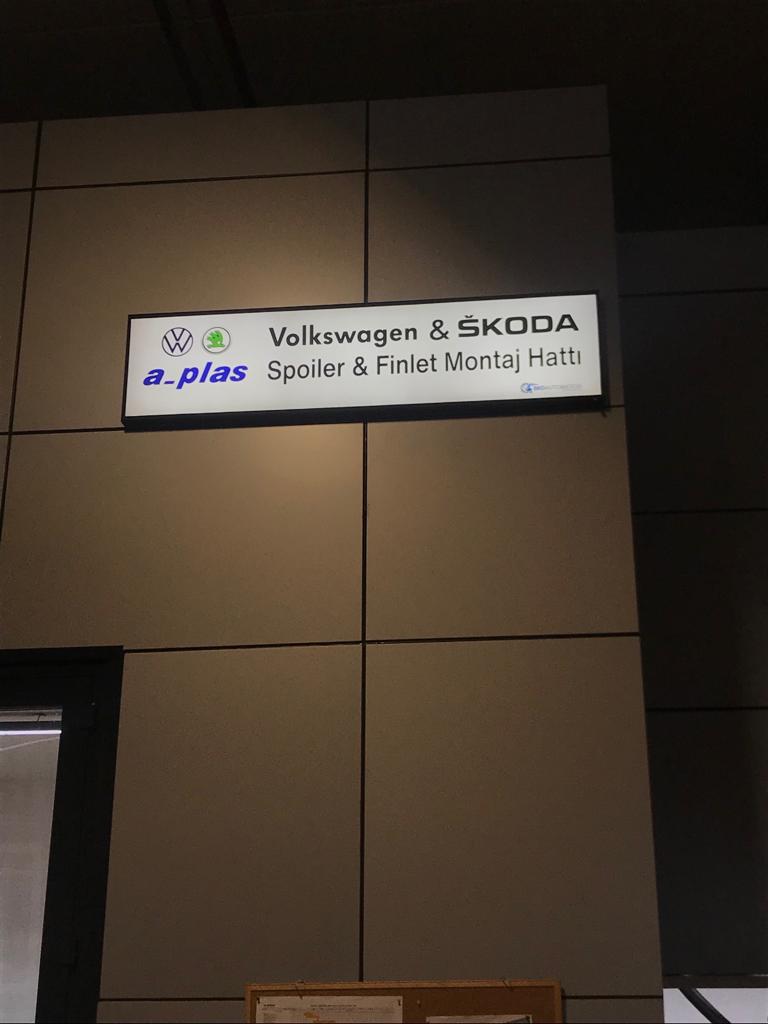 Volkswagen & ŠKODA
a_plas
Spoiler & Finlet Montaj Hattı